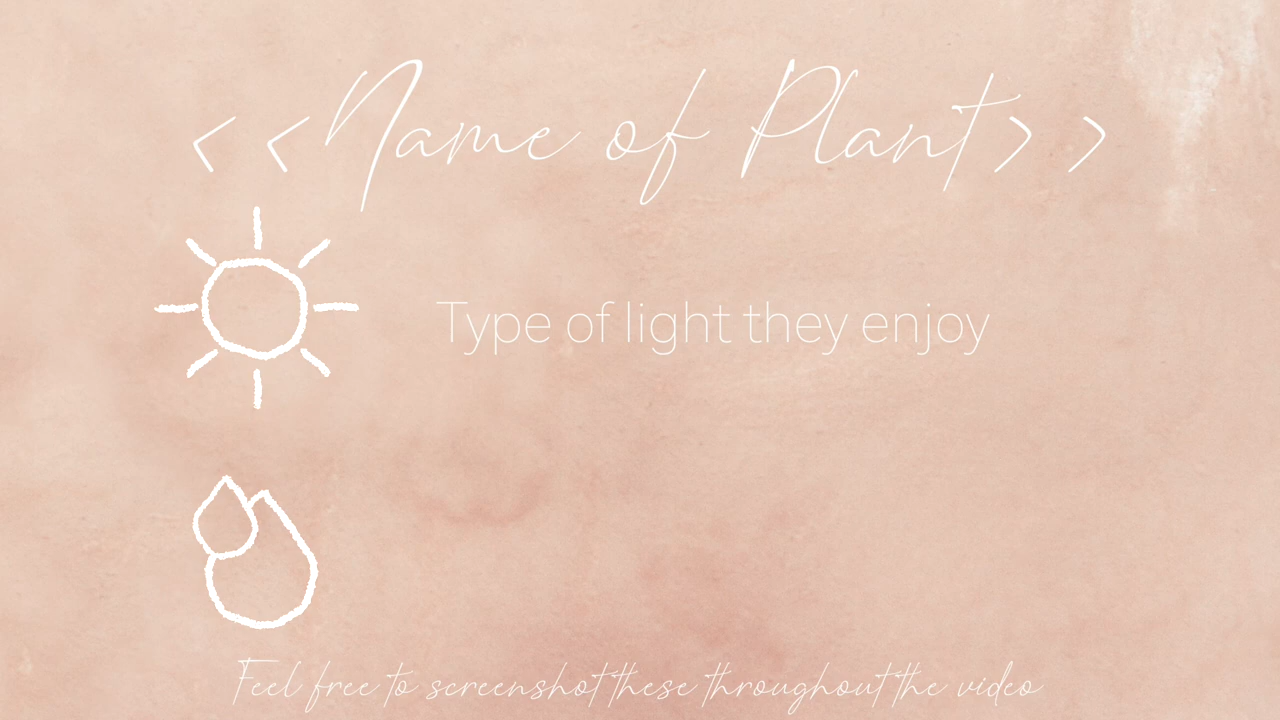 <<Name of Plant>>
Type of light they enjoy
Feel free to screenshot these throughout the video